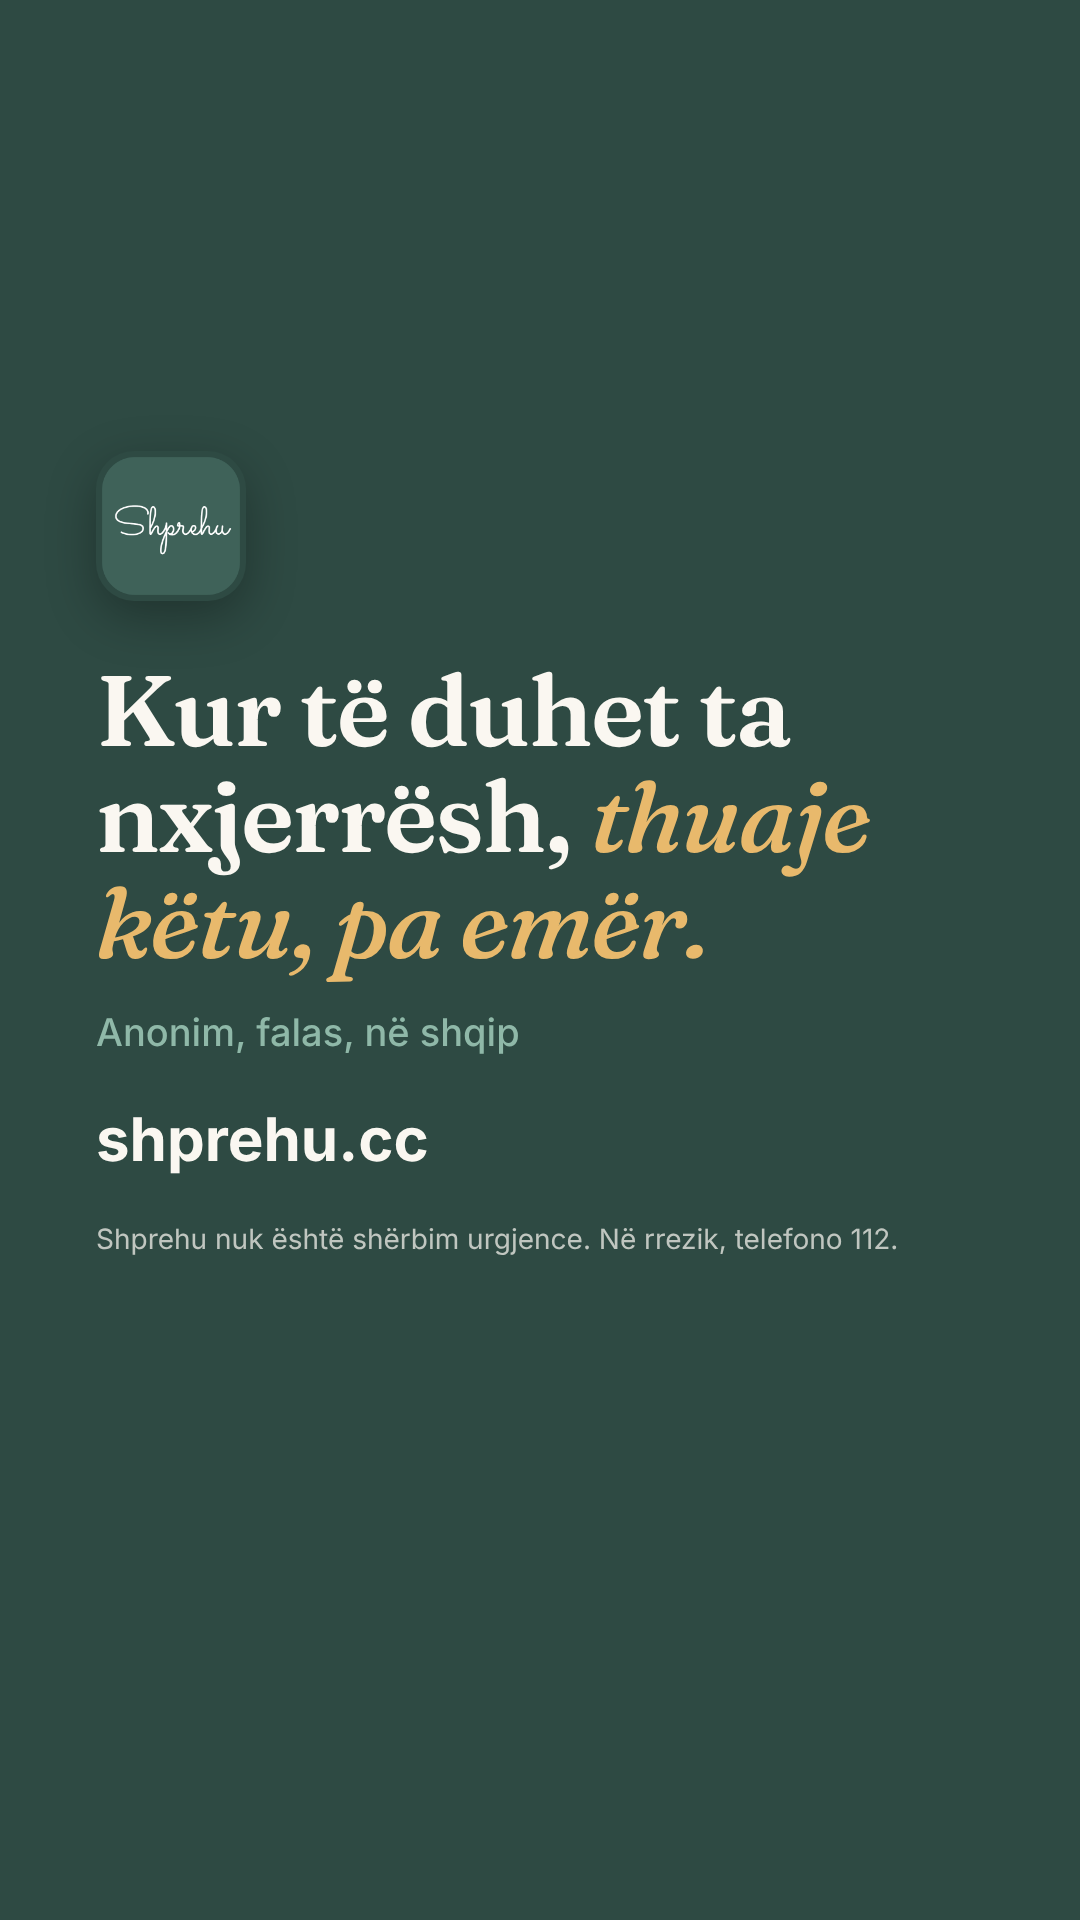 Shprehu
Kur të duhet ta
nxjerrësh, thuaje
këtu, pa emër.
Anonim, falas, në shqip
shprehu.cc
Shprehu nuk është shërbim urgjence. Në rrezik, telefono 112.